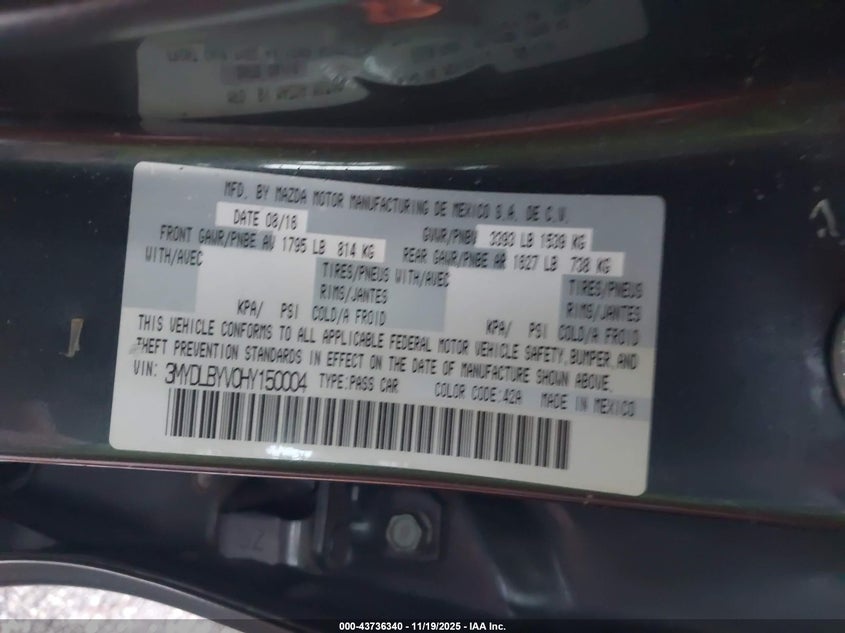 MFD. BY MAZDA MOTOR MANUFACTURING DE MEXICO S.A. DE C.V.
DATE 08/16 GVWR/PNBV 3393 LB 1539 KG
FRONT GAWR/PNBE AV 1795 LB 814 KG REAR GAWR/PNBE AR 1627 LB 738 KG
WITH/AVEC TIRES/PNEUS WITH/AVEC TIRES/PNEUS
RIMS/JANTES RIMS/JANTES
KPA/ PSI COLD/A FROID KPA/ PSI COLD/A FROID
THIS VEHICLE CONFORMS TO ALL APPLICABLE FEDERAL MOTOR VEHICLE SAFETY, BUMPER, AND
THEFT PREVENTION STANDARDS IN EFFECT ON THE DATE OF MANUFACTURE SHOWN ABOVE.
VIN: 3MYDLBYV0HY150004 TYPE:PASS CAR COLOR CODE:42A MADE IN MEXICO
000-43736340 - 11/19/2025 - IAA Inc.